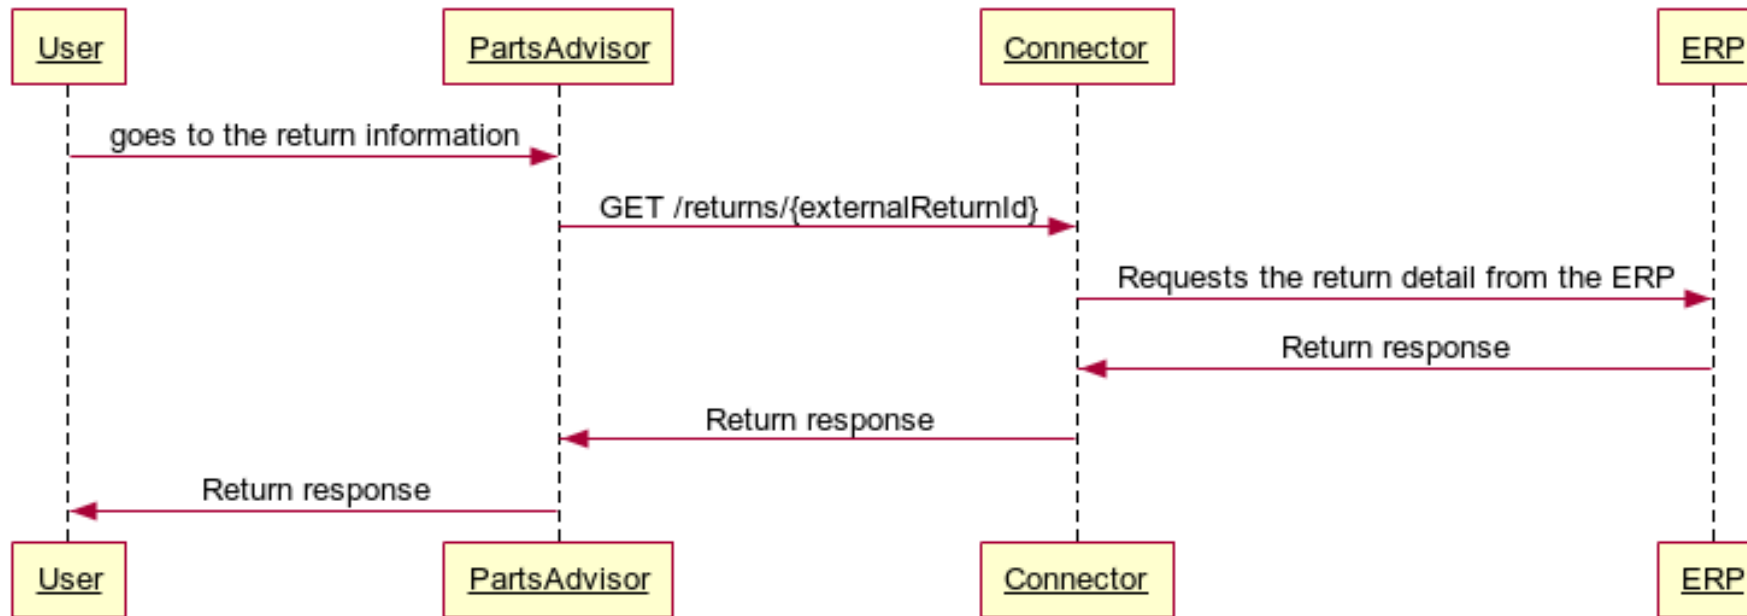 User PartsAdvisor Connector ERP
goes to the return information
GET /returns/{externalReturnId}
Requests the return detail from the ERP
Return response
Return response
Return response
User PartsAdvisor Connector ERP